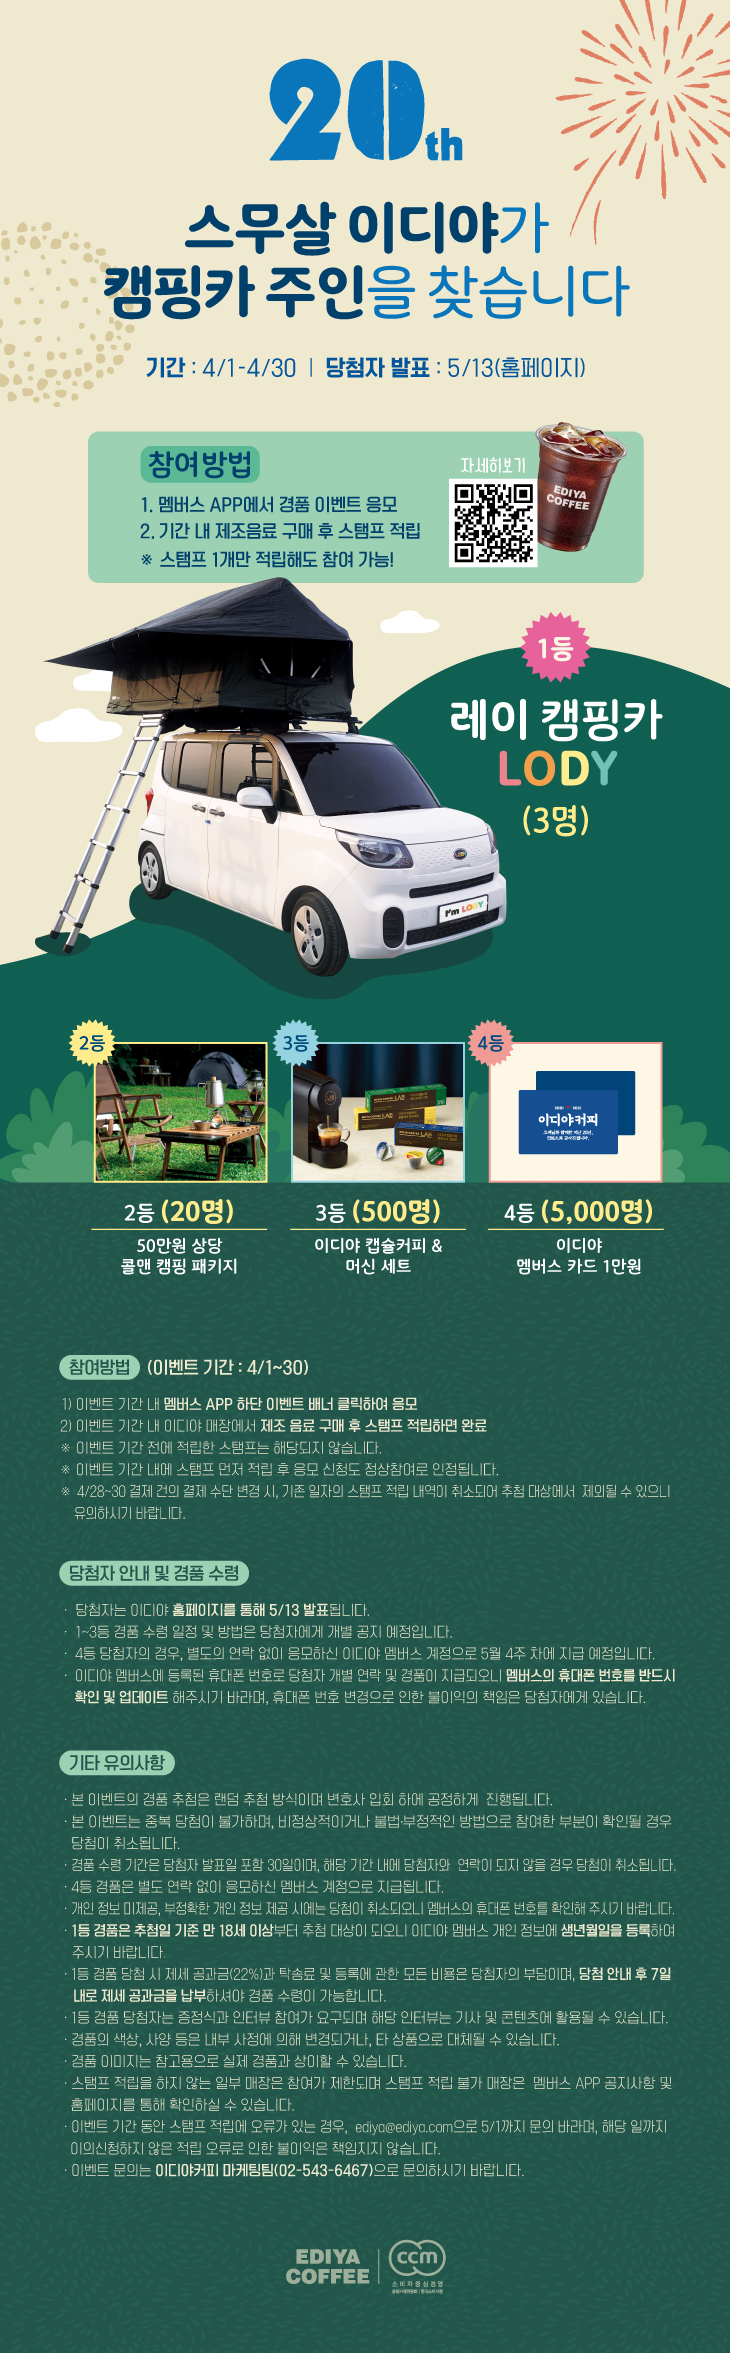 20th
스무살 이디야가
캠핑카 주인을 찾습니다
기간 : 4/1-4/30 | 당첨자 발표 : 5/13(홈페이지)
참여방법
1. 멤버스 APP에서 경품 이벤트 응모
2. 기간 내 제조음료 구매 후 스탬프 적립
※ 스탬프 1개만 적립해도 참여 가능!
자세히보기
EDIYA
COFFEE
1등
레이 캠핑카
LODY
(3명)
I'm LODY
2등
3등
4등
LAB
LAB
LAB
이디야커피
2등 (20명)
50만원 상당
콜맨 캠핑 패키지
3등 (500명)
이디야 캡슐커피 &
머신 세트
4등 (5,000명)
이디야
멤버스 카드 1만원
참여방법 (이벤트 기간 : 4/1~30)
1) 이벤트 기간 내 멤버스 APP 하단 이벤트 배너 클릭하여 응모
2) 이벤트 기간 내 이디야 매장에서 제조 음료 구매 후 스탬프 적립하면 완료
※ 이벤트 기간 전에 적립한 스탬프는 해당되지 않습니다.
※ 이벤트 기간 내에 스탬프 먼저 적립 후 응모 신청도 정상참여로 인정됩니다.
※ 4/28~30 결제 건의 결제 수단 변경 시, 기존 일자의 스탬프 적립 내역이 취소되어 추첨 대상에서 제외될 수 있으니
유의하시기 바랍니다.
당첨자 안내 및 경품 수령
· 당첨자는 이디야 홈페이지를 통해 5/13 발표됩니다.
· 1~3등 경품 수령 일정 및 방법은 당첨자에게 개별 공지 예정입니다.
· 4등 당첨자의 경우, 별도의 연락 없이 응모하신 이디야 멤버스 계정으로 5월 4주 차에 지급 예정입니다.
· 이디야 멤버스에 등록된 휴대폰 번호로 당첨자 개별 연락 및 경품이 지급되오니 멤버스의 휴대폰 번호를 반드시
확인 및 업데이트 해주시기 바라며, 휴대폰 번호 변경으로 인한 불이익의 책임은 당첨자에게 있습니다.
기타 유의사항
· 본 이벤트의 경품 추첨은 랜덤 추첨 방식이며 변호사 입회 하에 공정하게 진행됩니다.
· 본 이벤트는 중복 당첨이 불가하며, 비정상적이거나 불법·부정적인 방법으로 참여한 부분이 확인될 경우
당첨이 취소됩니다.
· 경품 수령 기간은 당첨자 발표일 포함 30일이며, 해당 기간 내에 당첨자와 연락이 되지 않을 경우 당첨이 취소됩니다.
· 4등 경품은 별도 연락 없이 응모하신 멤버스 계정으로 지급됩니다.
· 개인 정보 미제공, 부정확한 개인 정보 제공 시에는 당첨이 취소되오니 멤버스의 휴대폰 번호를 확인해 주시기 바랍니다.
· 1등 경품은 추첨일 기준 만 18세 이상부터 추첨 대상이 되오니 이디야 멤버스 개인 정보에 생년월일을 등록하여
주시기 바랍니다.
· 1등 경품 당첨 시 제세 공과금(22%)과 탁송료 및 등록에 관한 모든 비용은 당첨자의 부담이며, 당첨 안내 후 7일
내로 제세 공과금을 납부하셔야 경품 수령이 가능합니다.
· 1등 경품 당첨자는 증정식과 인터뷰 참여가 요구되며 해당 인터뷰는 기사 및 콘텐츠에 활용될 수 있습니다.
· 경품의 색상, 사양 등은 내부 사정에 의해 변경되거나, 타 상품으로 대체될 수 있습니다.
· 경품 이미지는 참고용으로 실제 경품과 상이할 수 있습니다.
· 스탬프 적립을 하지 않는 일부 매장은 참여가 제한되며 스탬프 적립 불가 매장은 멤버스 APP 공지사항 및
홈페이지를 통해 확인하실 수 있습니다.
· 이벤트 기간 동안 스탬프 적립에 오류가 있는 경우, ediya@ediya.com으로 5/1까지 문의 바라며, 해당 일까지
이의신청하지 않은 적립 오류로 인한 불이익은 책임지지 않습니다.
· 이벤트 문의는 이디야커피 마케팅팀(02-543-6467)으로 문의하시기 바랍니다.
EDIYA
COFFEE
ccm
소비자중심경영